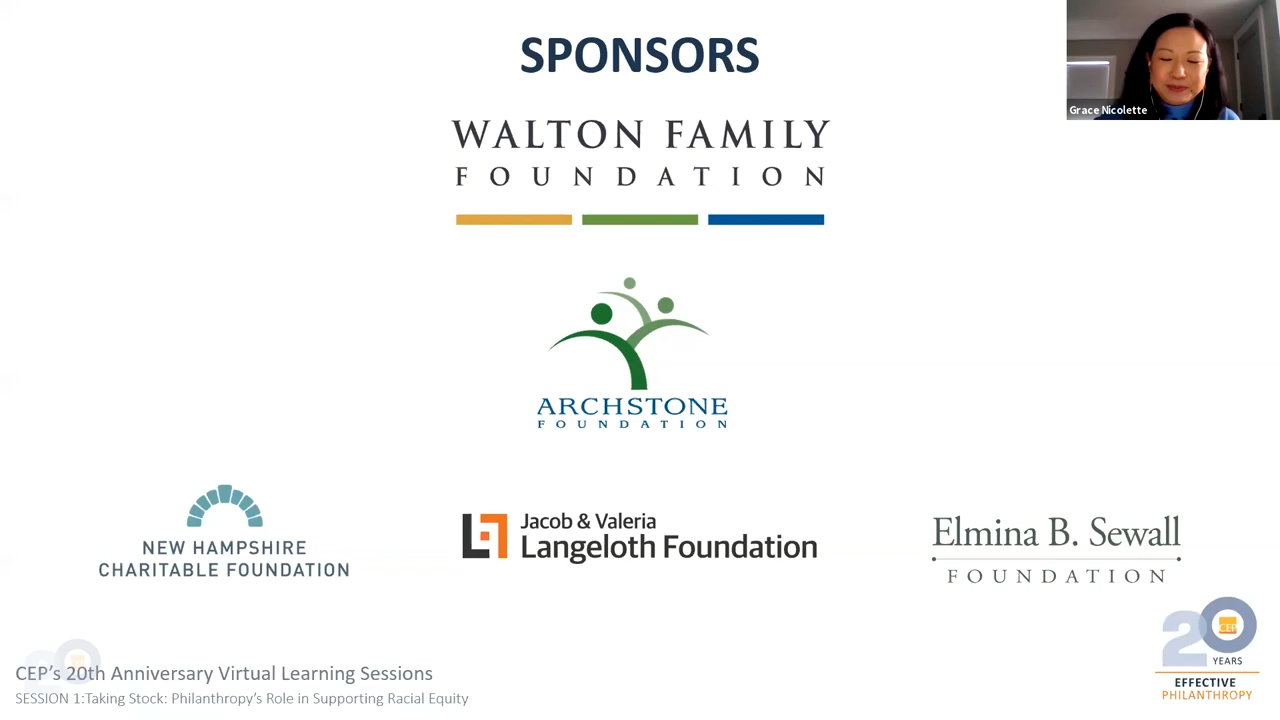 SPONSORS
Grace Nicolette
WALTON FAMILY
FOUNDATION
ARCHSTONE
FOUNDATION
NEW HAMPSHIRE
CHARITABLE FOUNDATION
Jacob & Valeria
Langeloth Foundation
Elmina B. Sewall
FOUNDATION
20
CEP
YEARS
EFFECTIVE
PHILANTHROPY
CEP's 20th Anniversary Virtual Learning Sessions
SESSION 1:Taking Stock: Philanthropy's Role in Supporting Racial Equity